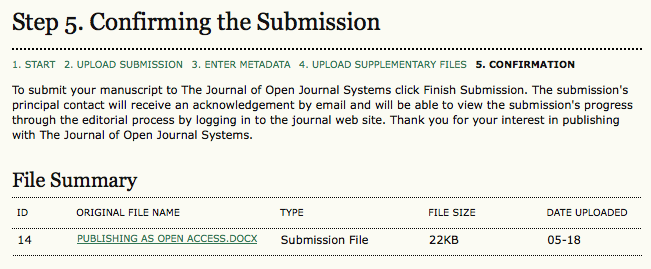 Step 5. Confirming the Submission
1. START 2. UPLOAD SUBMISSION 3. ENTER METADATA 4. UPLOAD SUPPLEMENTARY FILES 5. CONFIRMATION
To submit your manuscript to The Journal of Open Journal Systems click Finish Submission. The submission's
principal contact will receive an acknowledgement by email and will be able to view the submission's progress
through the editorial process by logging in to the journal web site. Thank you for your interest in publishing
with The Journal of Open Journal Systems.
File Summary
ID ORIGINAL FILE NAME TYPE FILE SIZE DATE UPLOADED
14 PUBLISHING AS OPEN ACCESS.DOCX Submission File 22KB 05-18